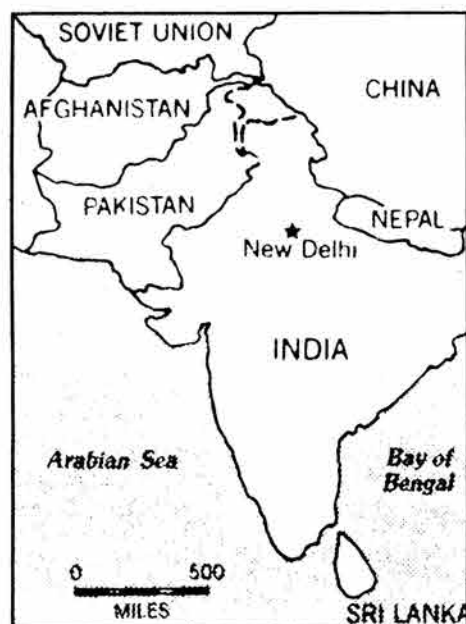 SOVIET UNION
CHINA
AFGHANISTAN
PAKISTAN
NEPAL
New Delhi
INDIA
Arabian Sea
Bay of
Bengal
0 500
MILES
SRI LANKA